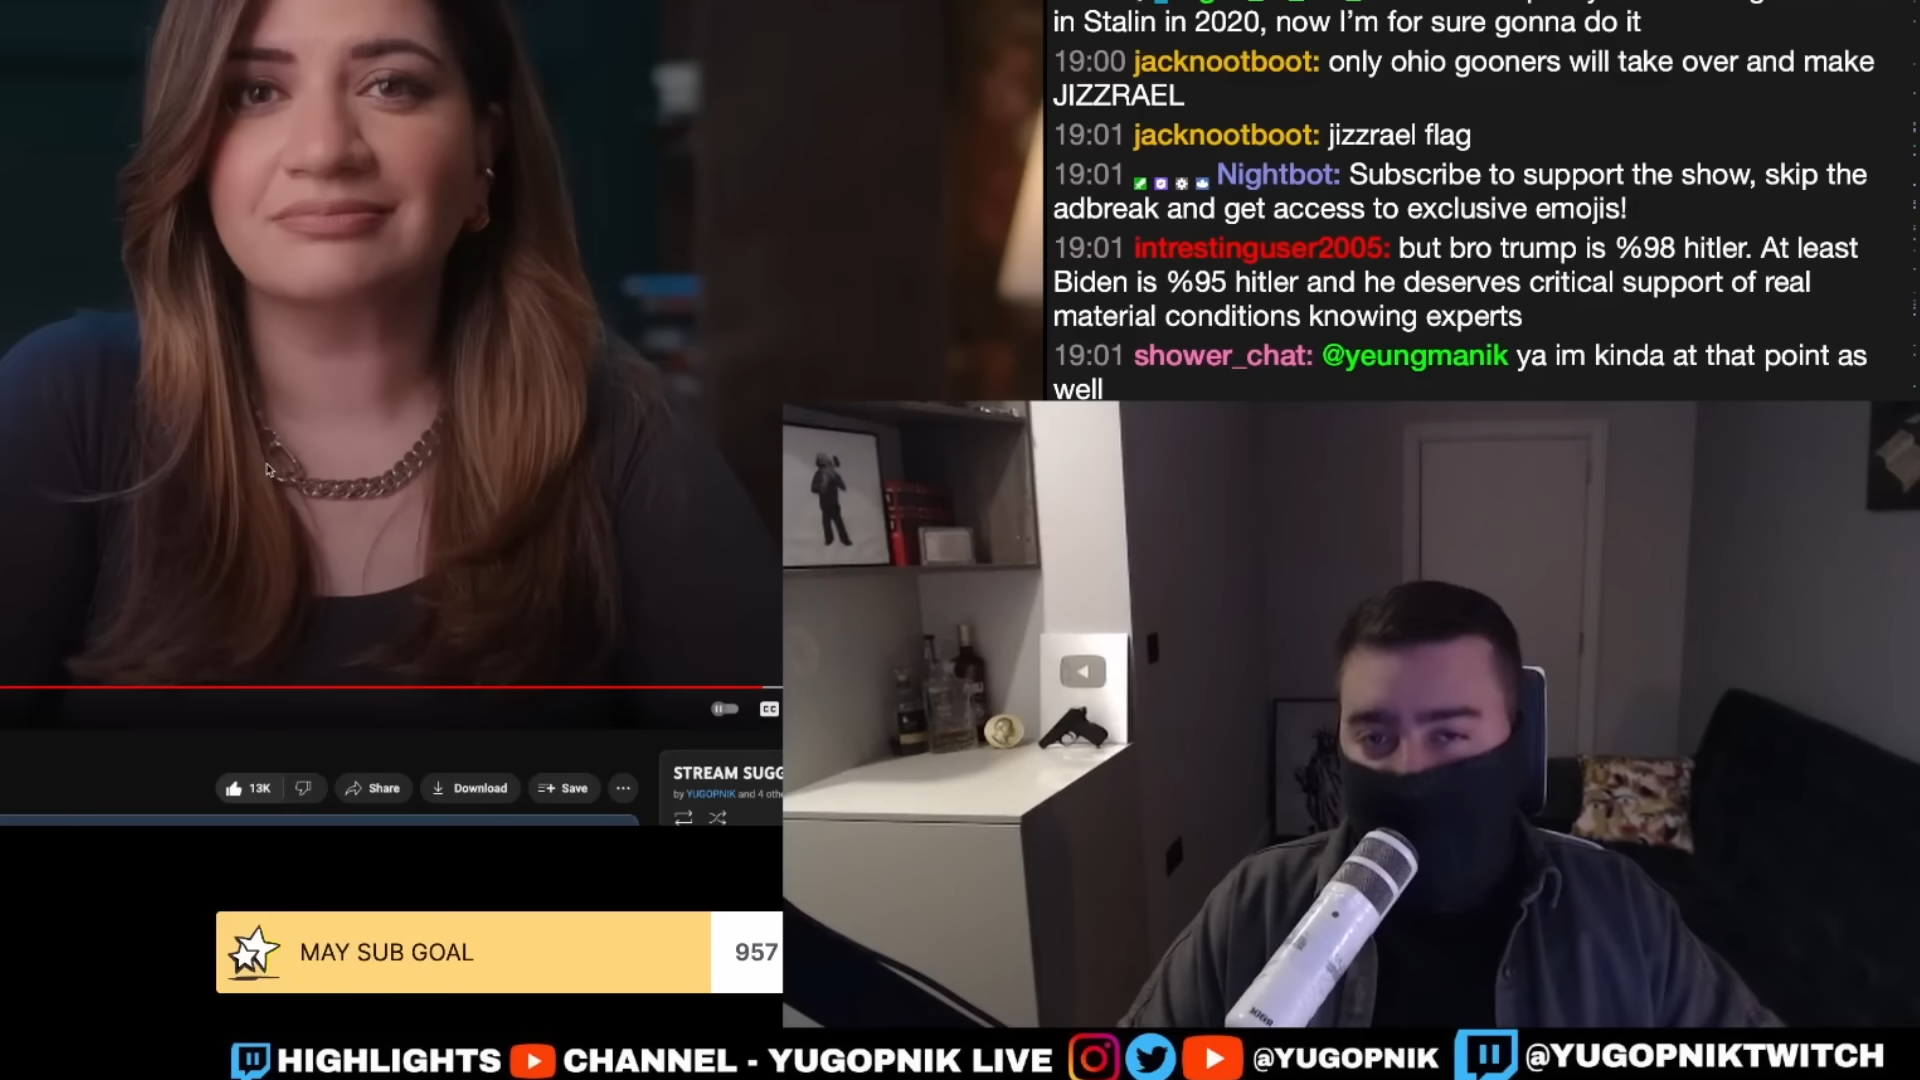 in Stalin in 2020, now I'm for sure gonna do it
19:00 jacknootboot: only ohio gooners will take over and make
JIZZRAEL
19:01 jacknootboot: jizzrael flag
19:01 Nightbot: Subscribe to support the show, skip the
adbreak and get access to exclusive emojis!
19:01 intrestinguser2005: but bro trump is %98 hitler. At least
Biden is %95 hitler and he deserves critical support of real
material conditions knowing experts
19:01 shower_chat: @yeungmanik ya im kinda at that point as
well
CC
13K
Share
Download
Save
STREAM SUGG
by YUGOPNIK and 4 othe
MAY SUB GOAL
957
HIGHLIGHTS
CHANNEL - YUGOPNIK LIVE
@YUGOPNIK
@YUGOPNIKTWITCH